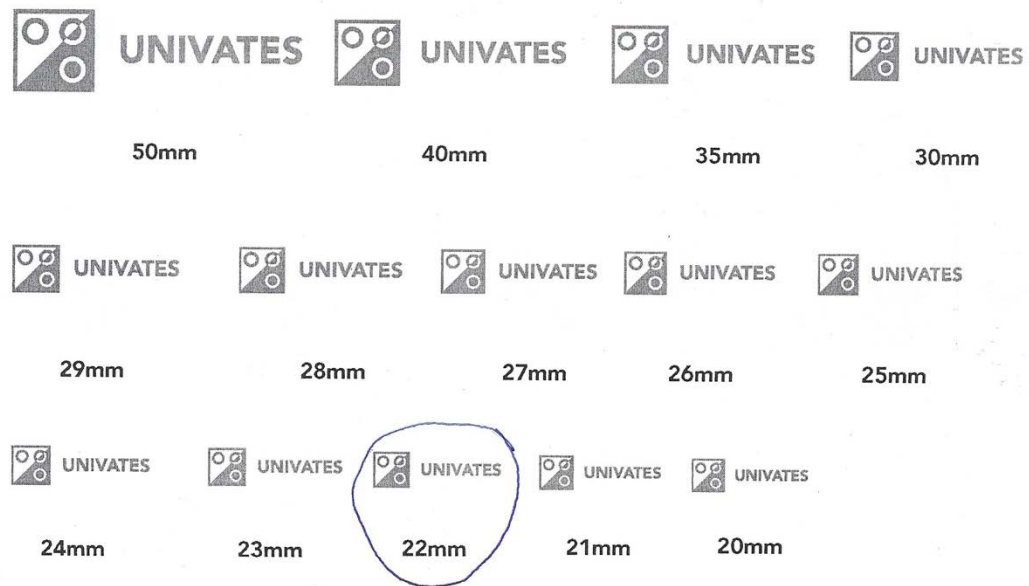 UNIVATES UNIVATES UNIVATES UNIVATES
50mm 40mm 35mm 30mm
UNIVATES UNIVATES UNIVATES UNIVATES UNIVATES
29mm 28mm 27mm 26mm 25mm
UNIVATES UNIVATES UNIVATES UNIVATES UNIVATES
24mm 23mm 22mm 21mm 20mm